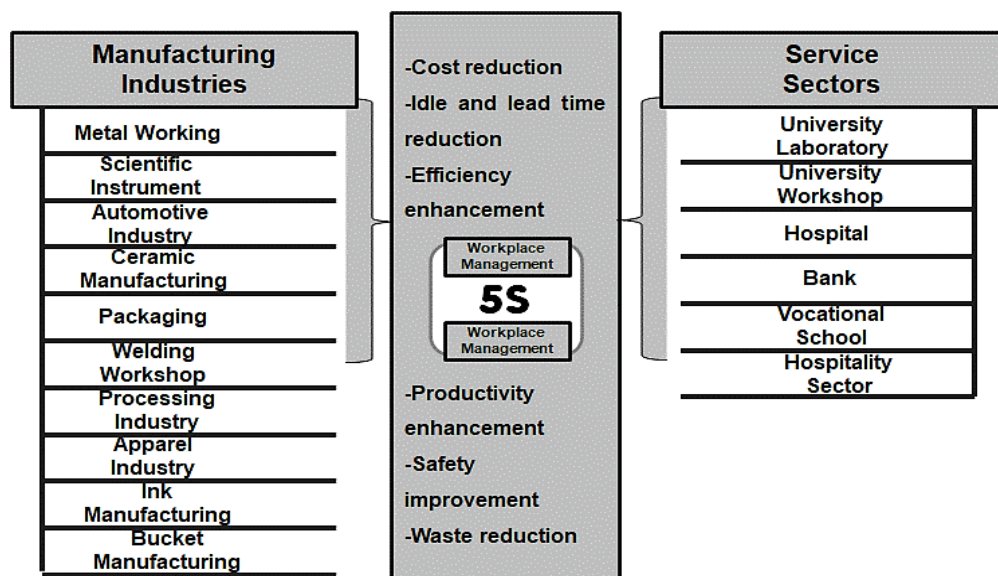 Manufacturing
Industries
Metal Working
Scientific
Instrument
Automotive
Industry
Ceramic
Manufacturing
Packaging
Welding
Workshop
Processing
Industry
Apparel
Industry
Ink
Manufacturing
Bucket
Manufacturing
-Cost reduction
-Idle and lead time
reduction
-Efficiency
enhancement
Workplace
Management
5S
Workplace
Management
-Productivity
enhancement
-Safety
improvement
-Waste reduction
Service
Sectors
University
Laboratory
University
Workshop
Hospital
Bank
Vocational
School
Hospitality
Sector